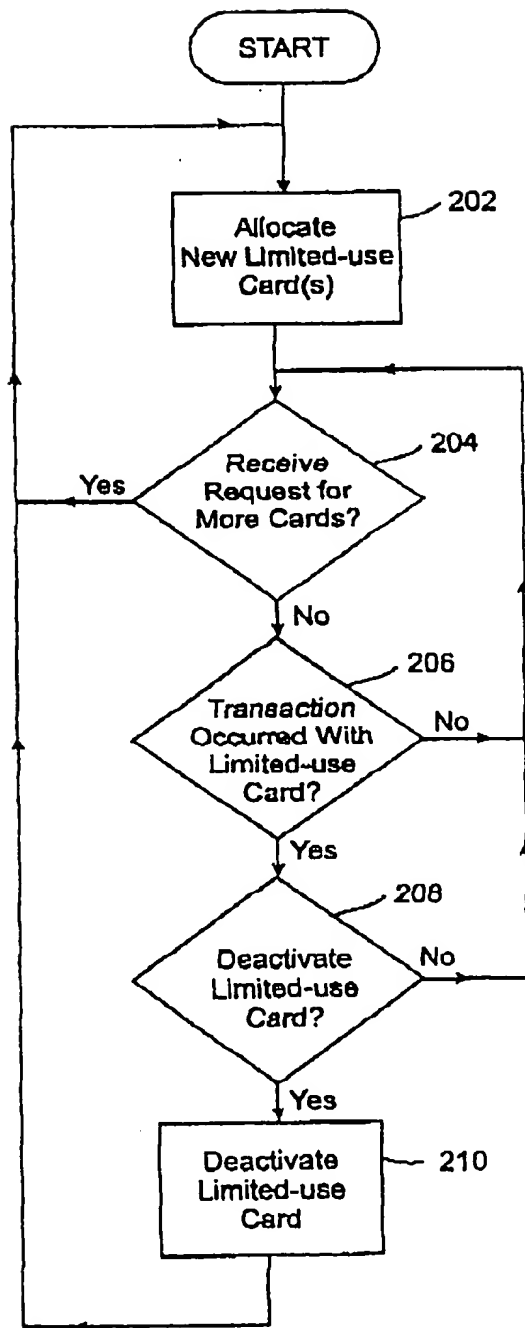 START
202
Allocate
New Limited-use
Card(s)
204
Receive
Request for
More Cards?
Yes
No
206
Transaction
Occurred With
Limited-use
Card?
No
Yes
208
Deactivate
Limited-use
Card?
No
Yes
210
Deactivate
Limited-use
Card